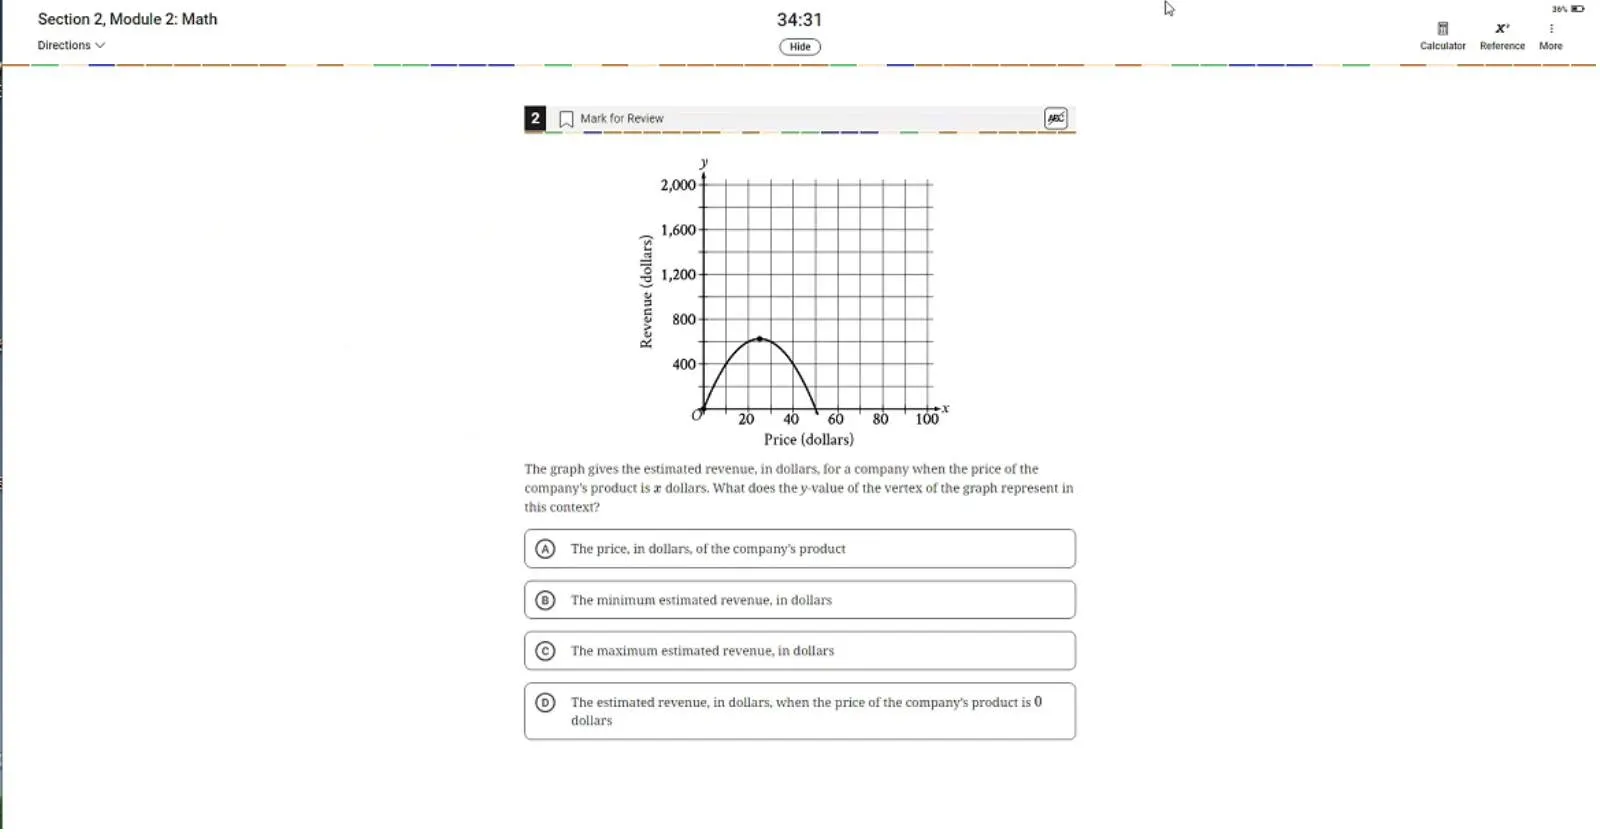 Section 2, Module 2: Math
34:31
36%
Directions
Hide
Calculator
Reference
More
2
Mark for Review
ABC
y
2,000
1,600
1,200
800
400
Revenue (dollars)
O
20 40 60 80 100
x
Price (dollars)
The graph gives the estimated revenue, in dollars, for a company when the price of the
company's product is x dollars. What does the y-value of the vertex of the graph represent in
this context?
A The price, in dollars, of the company's product
B The minimum estimated revenue, in dollars
C The maximum estimated revenue, in dollars
D The estimated revenue, in dollars, when the price of the company's product is 0
dollars